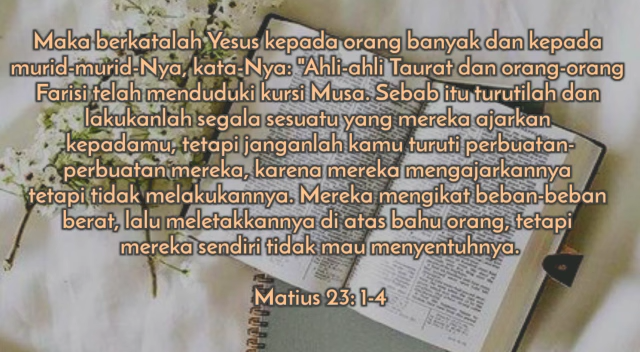 Maka berkatalah Yesus kepada orang banyak dan kepada
murid-murid-Nya, kata-Nya: "Ahli-ahli Taurat dan orang-orang
Farisi telah menduduki kursi Musa. Sebab itu turutilah dan
lakukanlah segala sesuatu yang mereka ajarkan
kepadamu, tetapi janganlah kamu turuti perbuatan-
perbuatan mereka, karena mereka mengajarkannya
tetapi tidak melakukannya. Mereka mengikat beban-beban
berat, lalu meletakkannya di atas bahu orang, tetapi
mereka sendiri tidak mau menyentuhnya.
Matius 23: 1-4